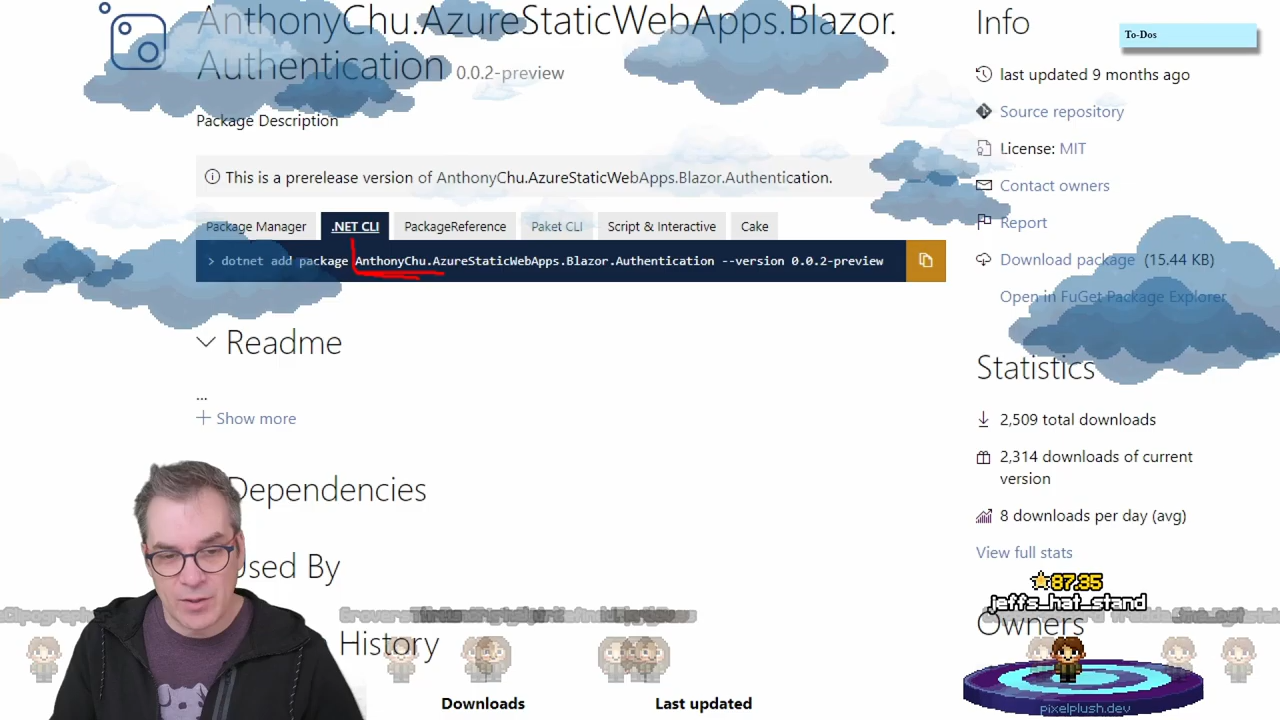 AnthonyChu.AzureStaticWebApps.Blazor.
Authentication 0.0.2-preview
Package Description
This is a prerelease version of AnthonyChu.AzureStaticWebApps.Blazor.Authentication.
Package Manager
.NET CLI
PackageReference
Paket CLI
Script & Interactive
Cake
> dotnet add package AnthonyChu.AzureStaticWebApps.Blazor.Authentication --version 0.0.2-preview
Readme
...
Show more
Dependencies
Used By
History
Downloads
Last updated
Info
To-Dos
last updated 9 months ago
Source repository
License: MIT
Contact owners
Report
Download package (15.44 KB)
Open in FuGet Package Explorer
Statistics
2,509 total downloads
2,314 downloads of current
version
8 downloads per day (avg)
View full stats
87.35
jeffs_hat_stand
Owners
pixelplush.dev